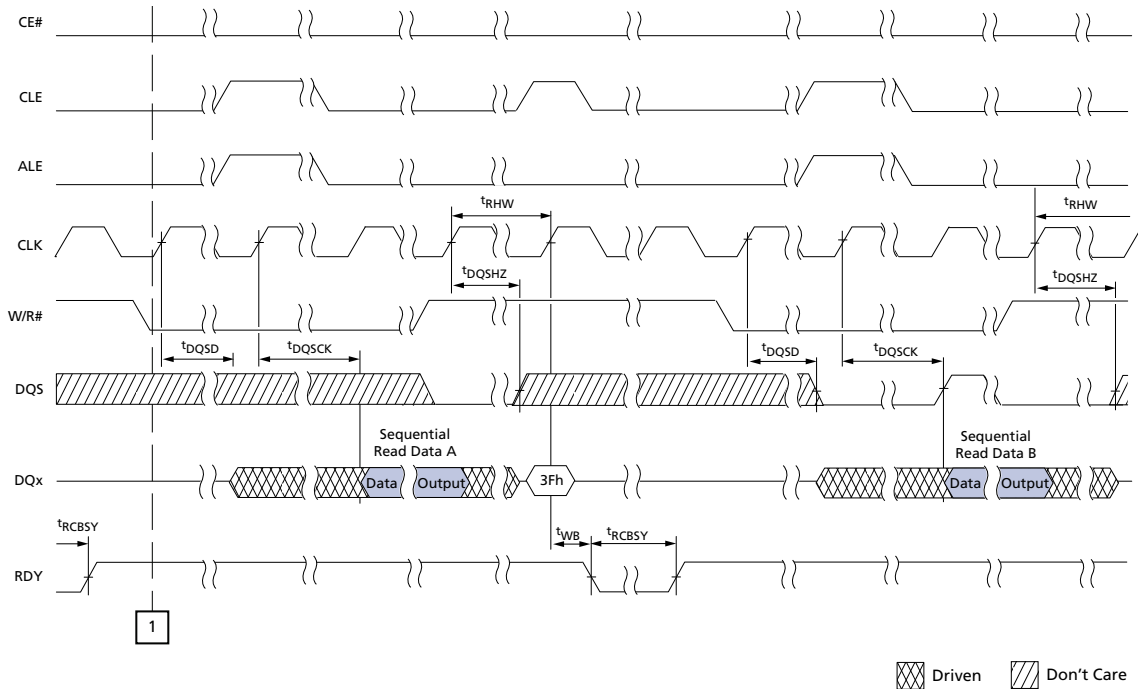 CE#
CLE
ALE
tRHW
tRHW
CLK
tDQSHZ
tDQSHZ
W/R#
tDQSD
tDQSCK
tDQSD
tDQSCK
DQS
Sequential
Read Data A
Sequential
Read Data B
DQx
Data
Output
3Fh
Data
Output
tRCBSY
tWB
tRCBSY
RDY
1
Driven
Don't Care